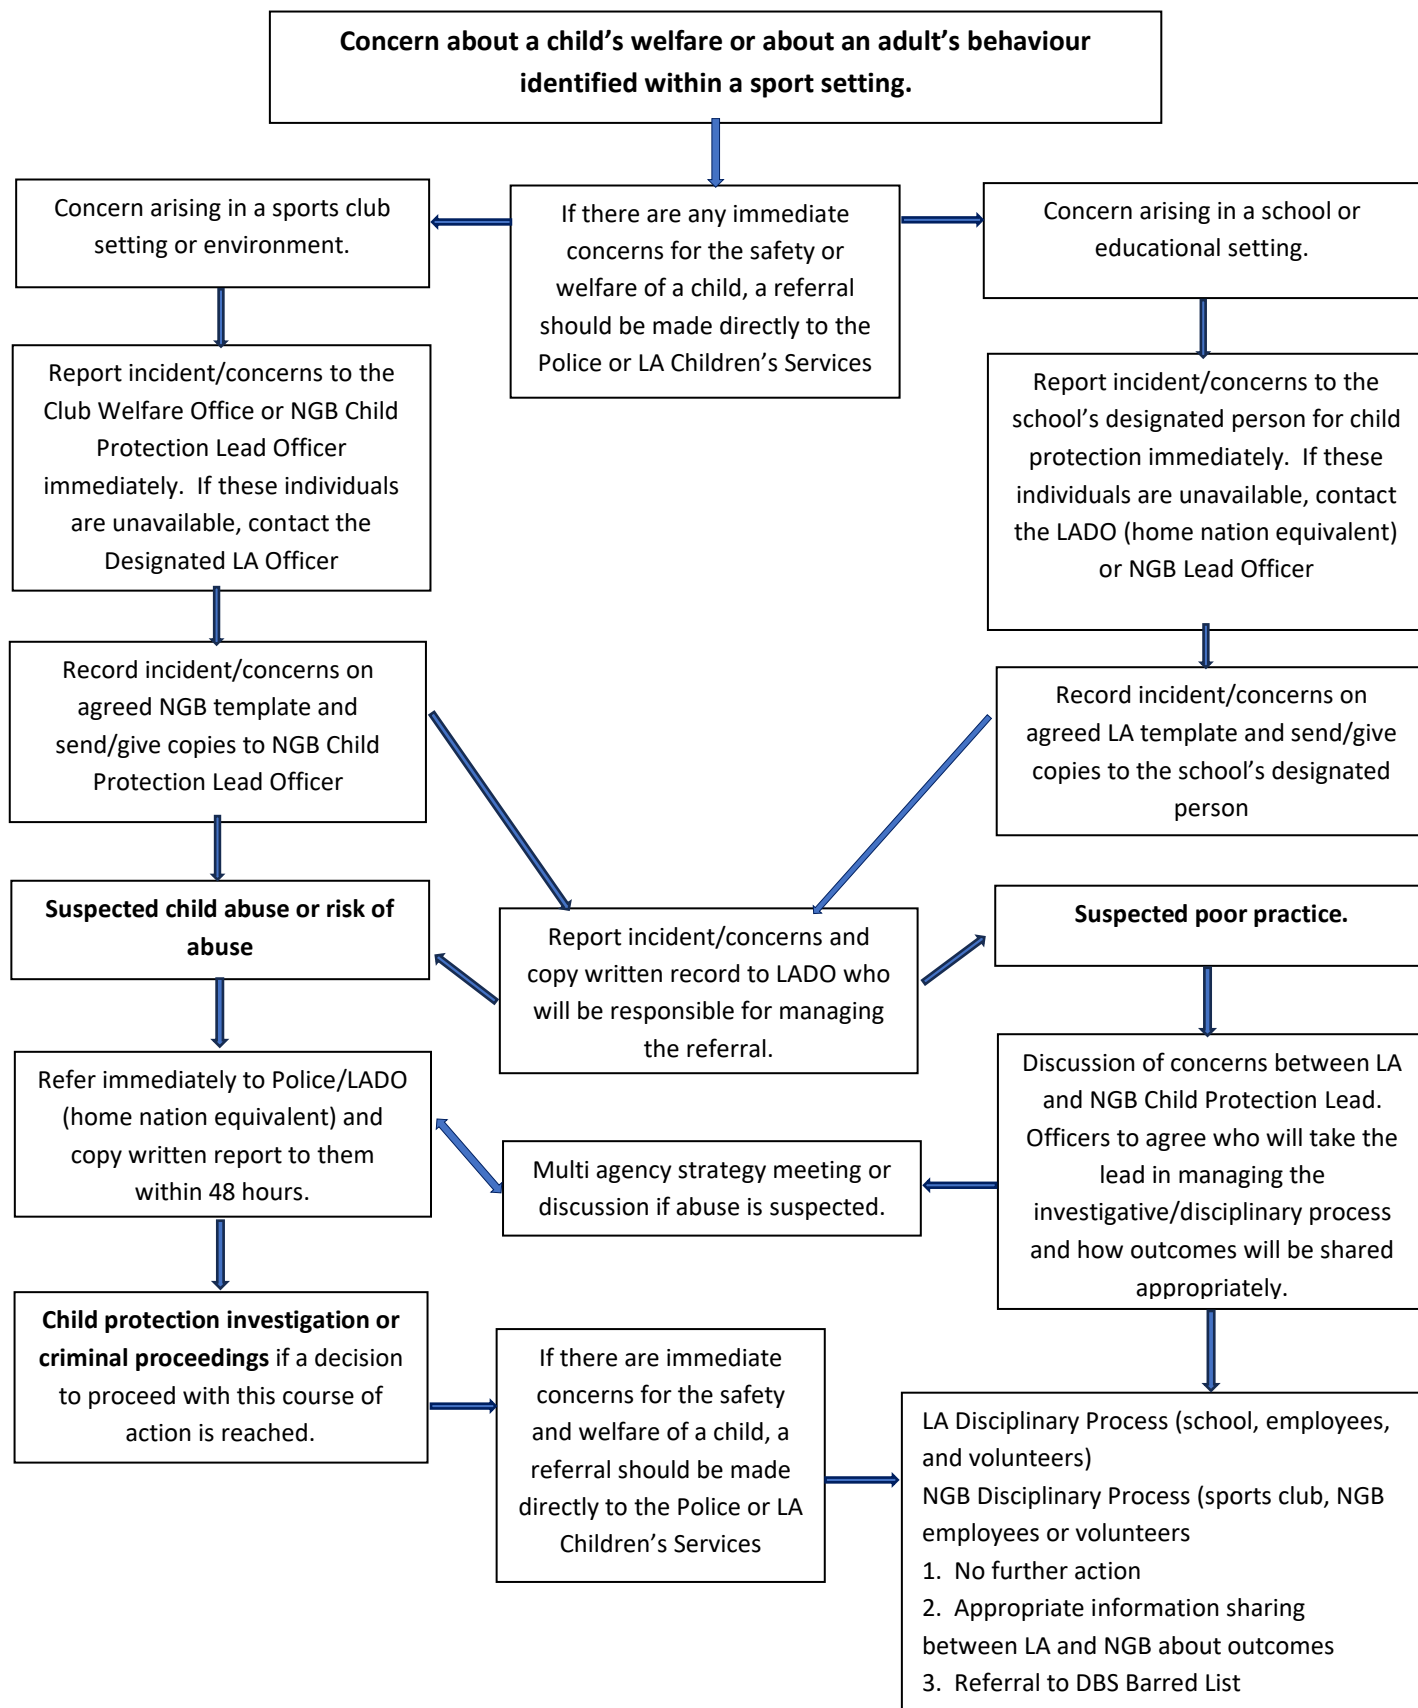 Concern about a child’s welfare or about an adult’s behaviour
identified within a sport setting.
Concern arising in a sports club
setting or environment.
If there are any immediate
concerns for the safety or
welfare of a child, a referral
should be made directly to the
Police or LA Children’s Services
Concern arising in a school or
educational setting.
Report incident/concerns to the
Club Welfare Office or NGB Child
Protection Lead Officer
immediately.  If these individuals
are unavailable, contact the
Designated LA Officer
Report incident/concerns to the
school’s designated person for child
protection immediately.  If these
individuals are unavailable, contact
the LADO (home nation equivalent)
or NGB Lead Officer
Record incident/concerns on
agreed NGB template and
send/give copies to NGB Child
Protection Lead Officer
Record incident/concerns on
agreed LA template and send/give
copies to the school’s designated
person
Suspected child abuse or risk of
abuse
Report incident/concerns and
copy written record to LADO who
will be responsible for managing
the referral.
Suspected poor practice.
Refer immediately to Police/LADO
(home nation equivalent) and
copy written report to them
within 48 hours.
Multi agency strategy meeting or
discussion if abuse is suspected.
Discussion of concerns between LA
and NGB Child Protection Lead.
Officers to agree who will take the
lead in managing the
investigative/disciplinary process
and how outcomes will be shared
appropriately.
Child protection investigation or
criminal proceedings if a decision
to proceed with this course of
action is reached.
If there are immediate
concerns for the safety
and welfare of a child, a
referral should be made
directly to the Police or LA
Children’s Services
LA Disciplinary Process (school, employees,
and volunteers)
NGB Disciplinary Process (sports club, NGB
employees or volunteers
1.  No further action
2.  Appropriate information sharing
between LA and NGB about outcomes
3.  Referral to DBS Barred List